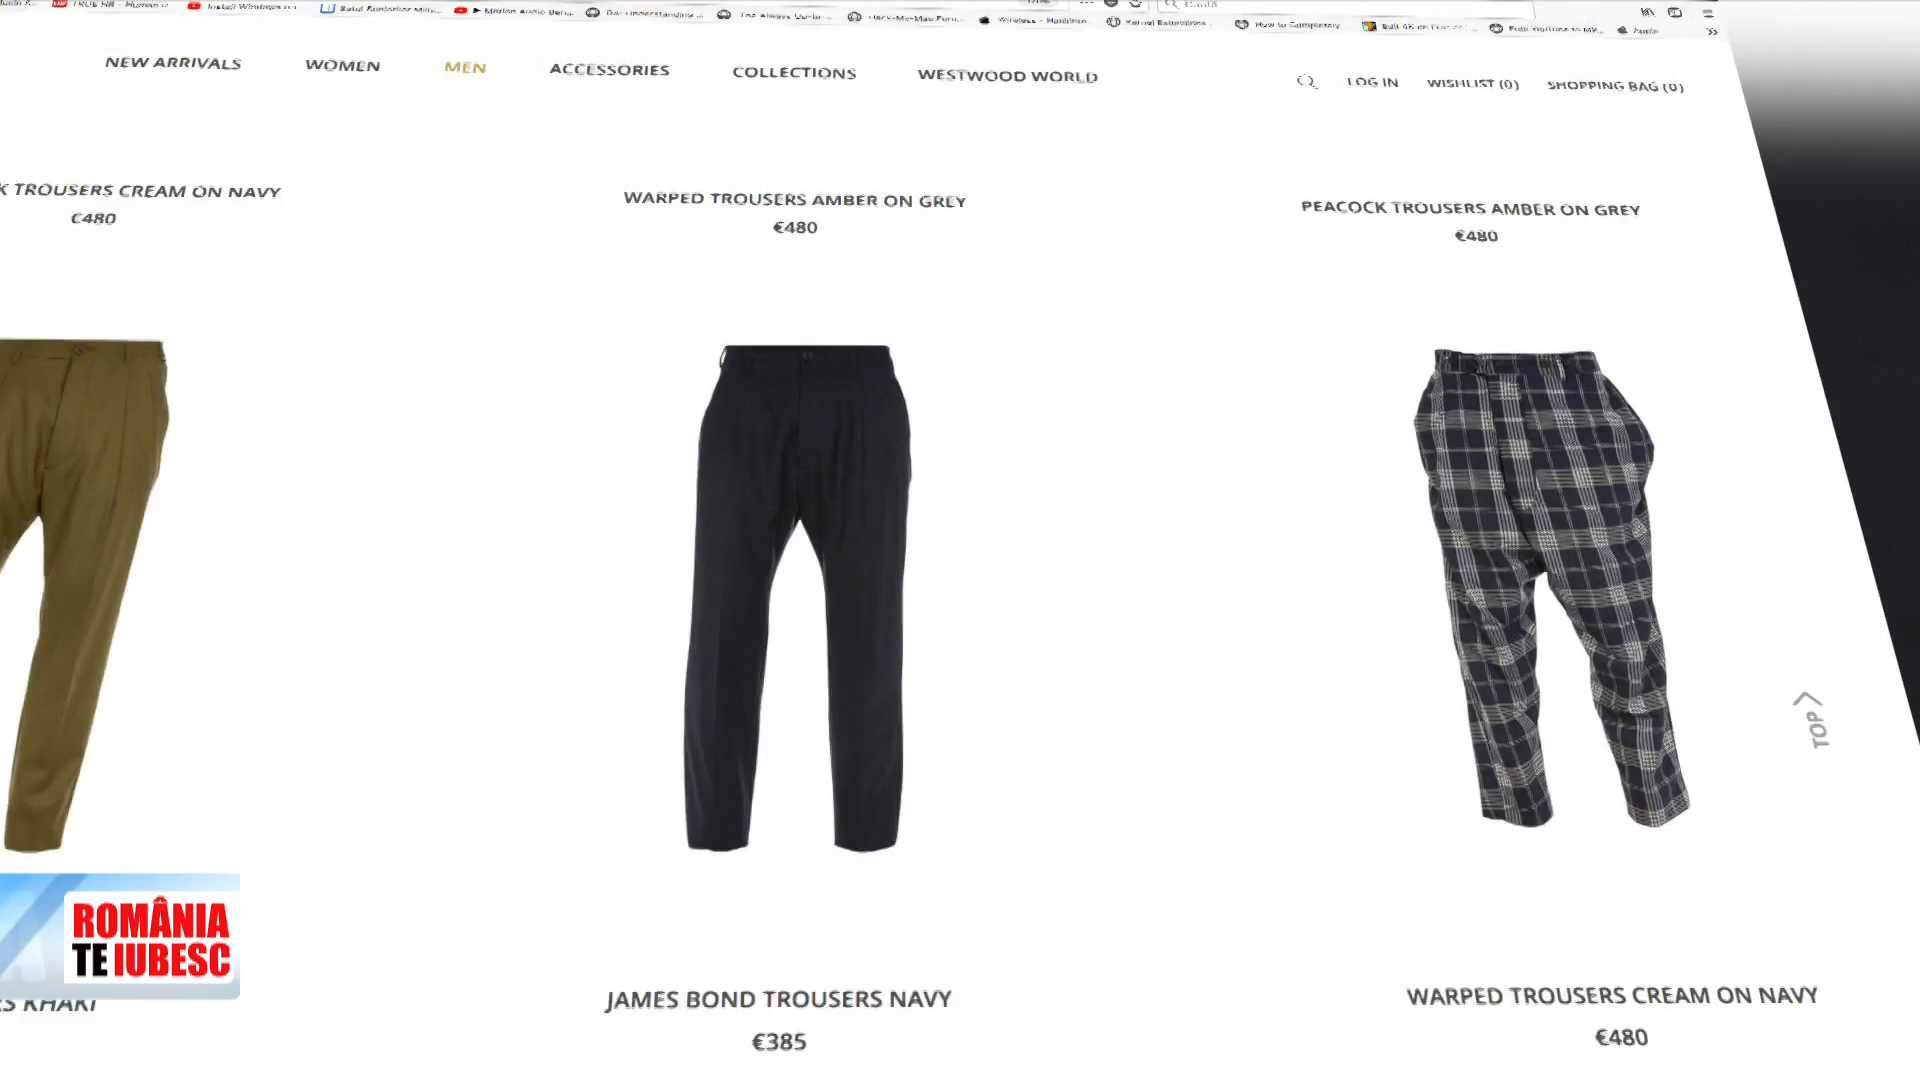 NEW ARRIVALS WOMEN MEN ACCESSORIES COLLECTIONS WESTWOOD WORLD
LOG IN WISHLIST (0) SHOPPING BAG (0)
K TROUSERS CREAM ON NAVY
€480
WARPED TROUSERS AMBER ON GREY
€480
PEACOCK TROUSERS AMBER ON GREY
€480
TOP
ROMÂNIA
TE IUBESC
S KHAKI
JAMES BOND TROUSERS NAVY
€385
WARPED TROUSERS CREAM ON NAVY
€480